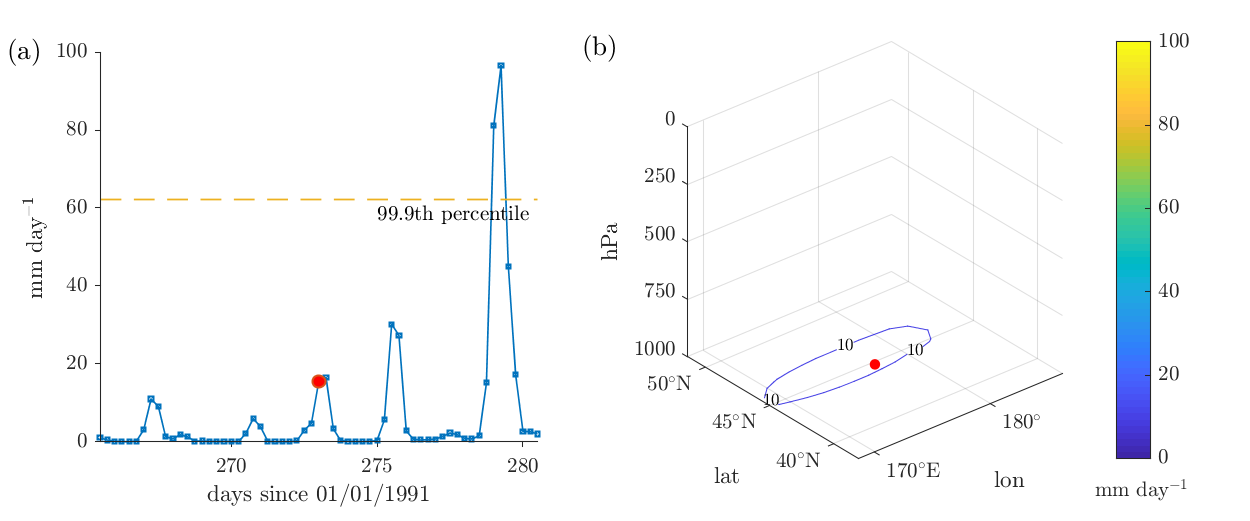 (a)
100
80
60
40
20
0
mm day⁻¹
99.9th percentile
270 275 280
days since 01/01/1991
(b)
0
250
500
750
1000
hPa
10 10
10
50°N
45°N
40°N
lat
170°E
180°
lon
100
80
60
40
20
0
mm day⁻¹